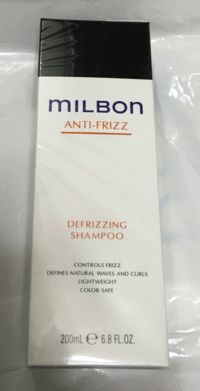 MILBON
ANTI-FRIZZ
DEFRIZZING
SHAMPOO
CONTROLS FRIZZ
DEFINES NATURAL WAVES AND CURLS
LIGHTWEIGHT
COLOR SAFE
200mL ℮ 6.8 FL.OZ.